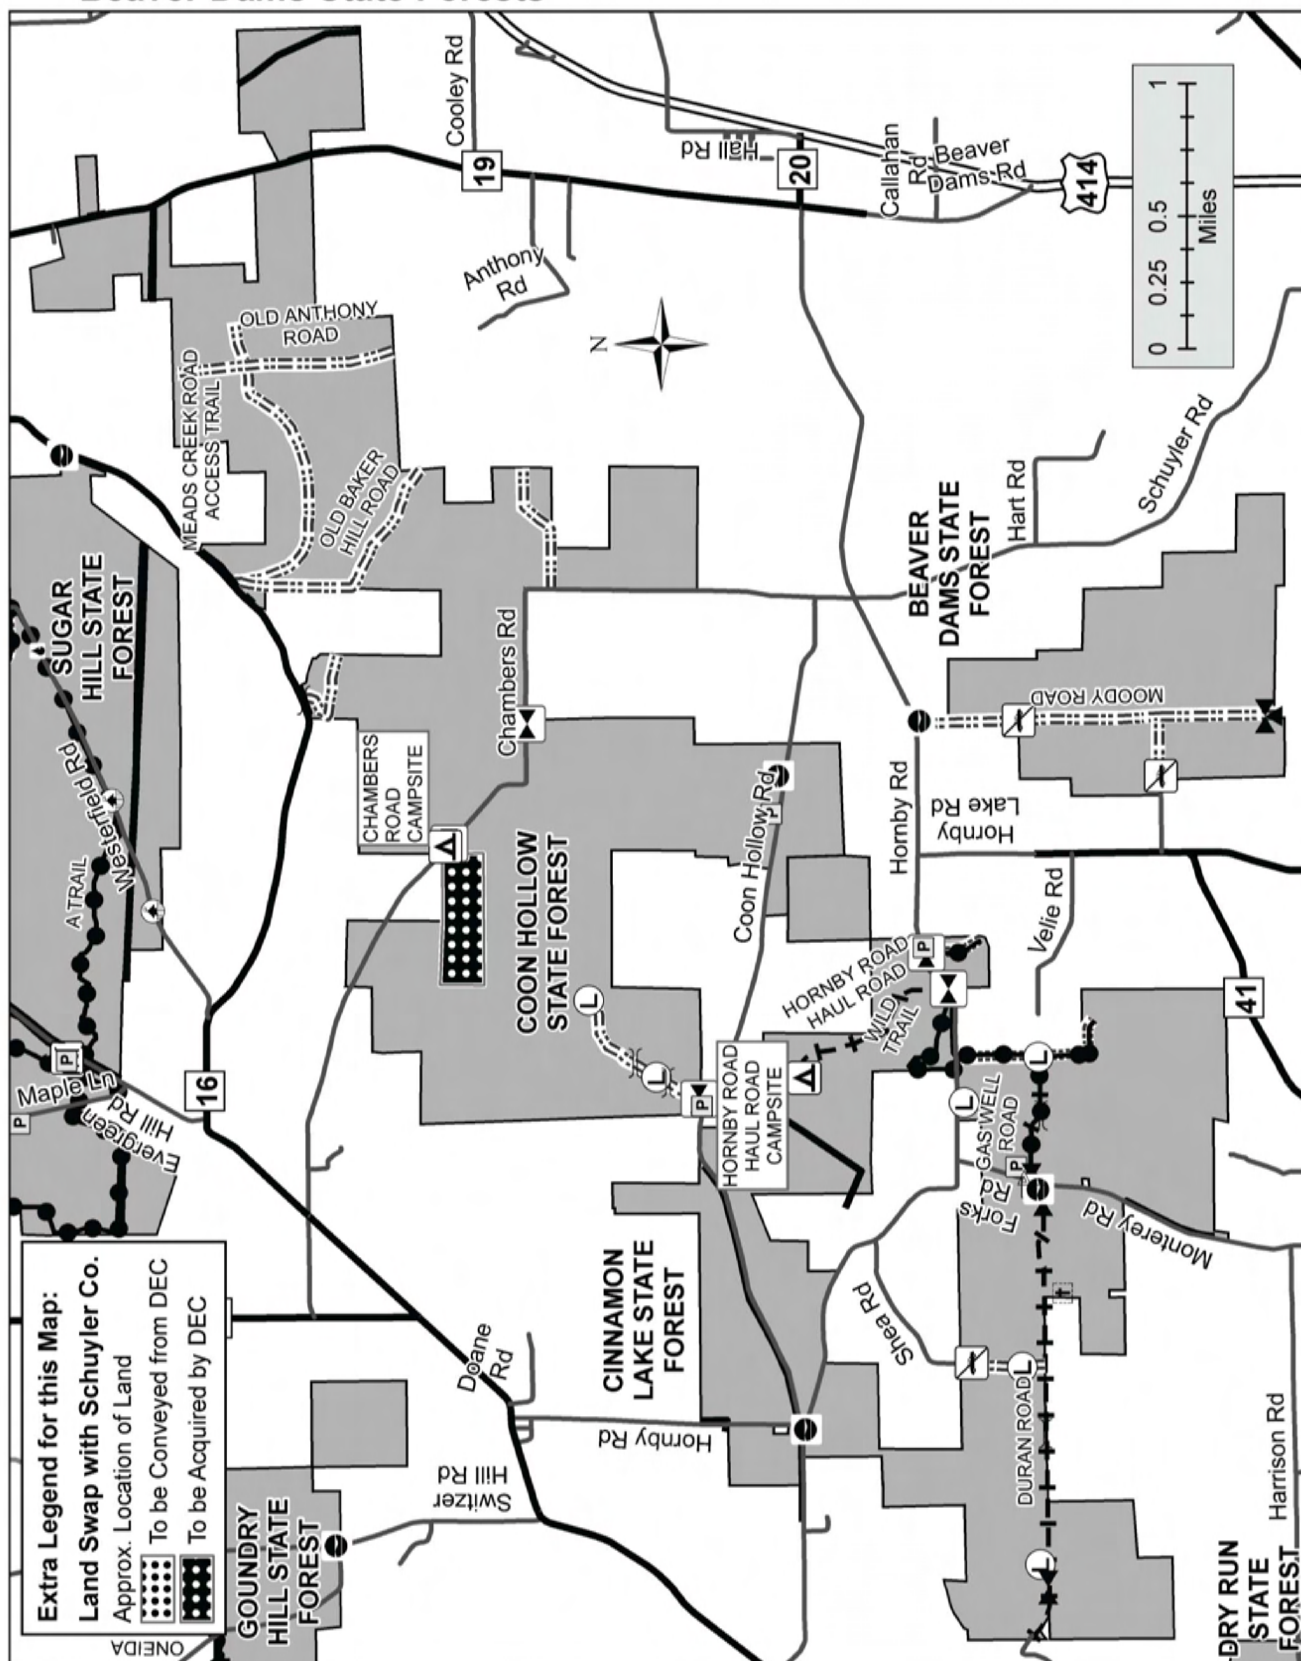 Beaver Dams State Forests
Extra Legend for this Map:
Land Swap with Schuyler Co.
Approx. Location of Land
To be Conveyed from DEC
To be Acquired by DEC
ONEIDA
GOUNDRY
HILL STATE
FOREST
Switzer
Hill Rd
Doane
Rd
Hornby Rd
16
Maple Ln
Evergreen
Hill Rd
P
P
A TRAIL
Westerfield Rd
SUGAR
HILL STATE
FOREST
MEADS CREEK ROAD
ACCESS TRAIL
OLD ANTHONY
ROAD
OLD BAKER
HILL ROAD
Cooley Rd
19
Anthony
Rd
Hall Rd
20
Callahan
Rd
Beaver
Dams Rd
414
N
0 0.25 0.5 1
Miles
CHAMBERS
ROAD
CAMPSITE
Chambers Rd
COON HOLLOW
STATE FOREST
L
L
Coon Hollow Rd
P
P
HORNBY ROAD
HAUL ROAD
CAMPSITE
CINNAMON
LAKE STATE
FOREST
HORNBY ROAD
HAUL ROAD
WILD
TRAIL
P
Hornby Rd
Hornby
Lake Rd
BEAVER
DAMS STATE
FOREST
Hart Rd
Schuyler Rd
MOODY ROAD
Velie Rd
41
L
L
GAS WELL
ROAD
P
Forks
Rd
Monterey Rd
Shea Rd
L
DURAN ROAD
L
Harrison Rd
DRY RUN
STATE
FOREST